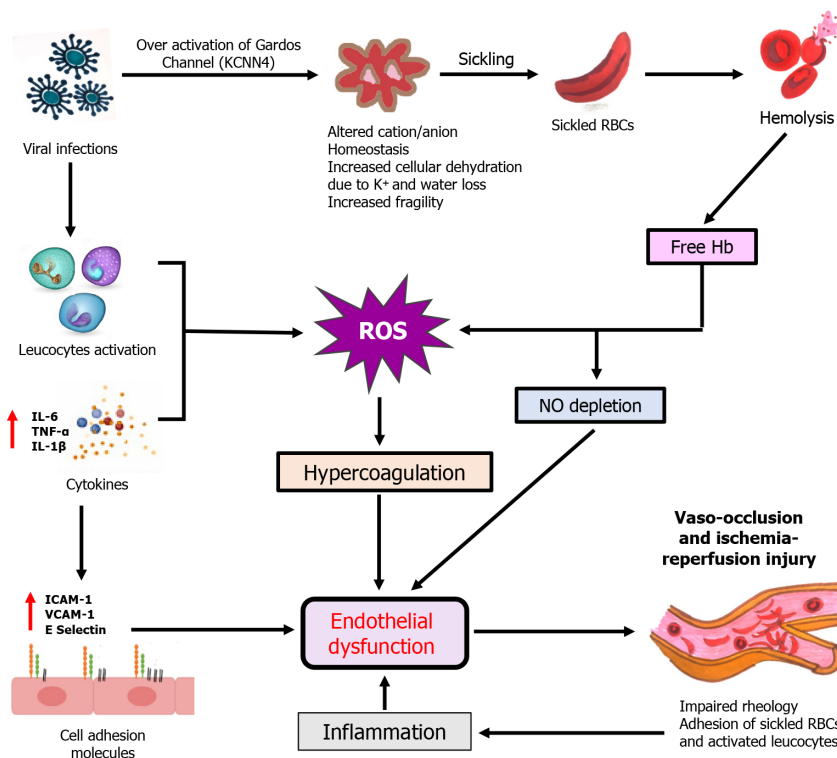 Over activation of Gardos
Channel (KCNN4)
Sickling
Viral infections
Altered cation/anion
Homeostasis
Increased cellular dehydration
due to K+ and water loss
Increased fragility
Sickled RBCs
Hemolysis
Free Hb
Leucocytes activation
ROS
NO depletion
IL-6
TNF-α
IL-1β
Cytokines
Hypercoagulation
Vaso-occlusion
and ischemia-
reperfusion injury
ICAM-1
VCAM-1
E Selectin
Endothelial
dysfunction
Cell adhesion
molecules
Inflammation
Impaired rheology
Adhesion of sickled RBCs
and activated leucocytes